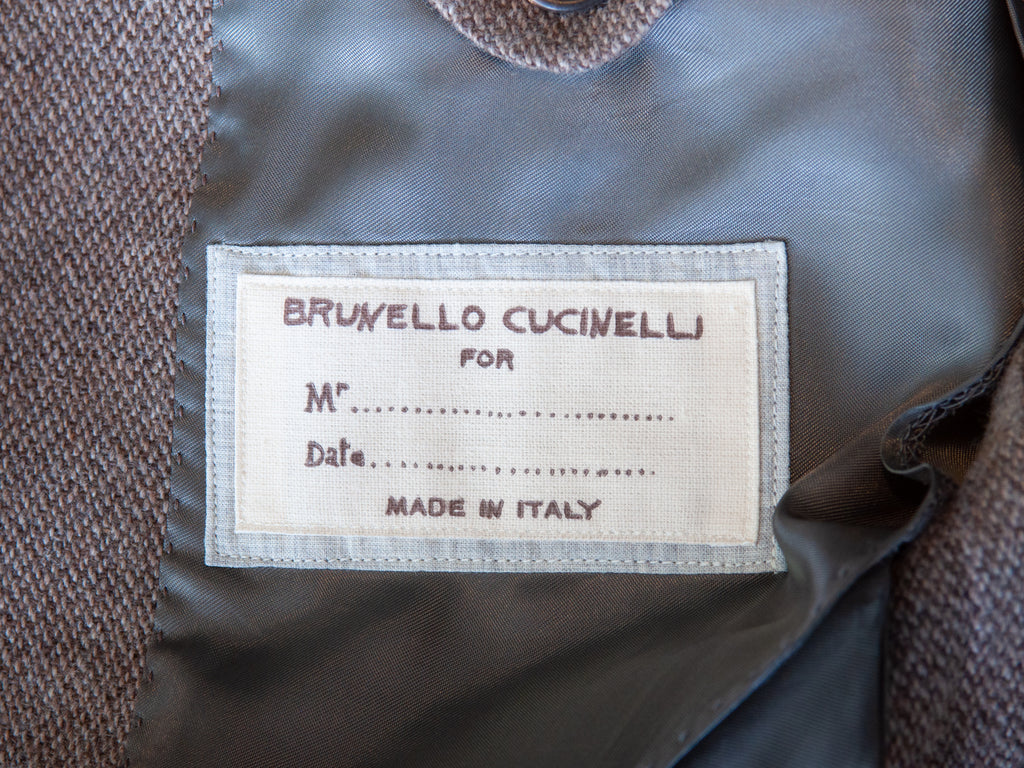 BRUNELLO CUCINELLI
FOR
Mr..........................
Date.......................
MADE IN ITALY